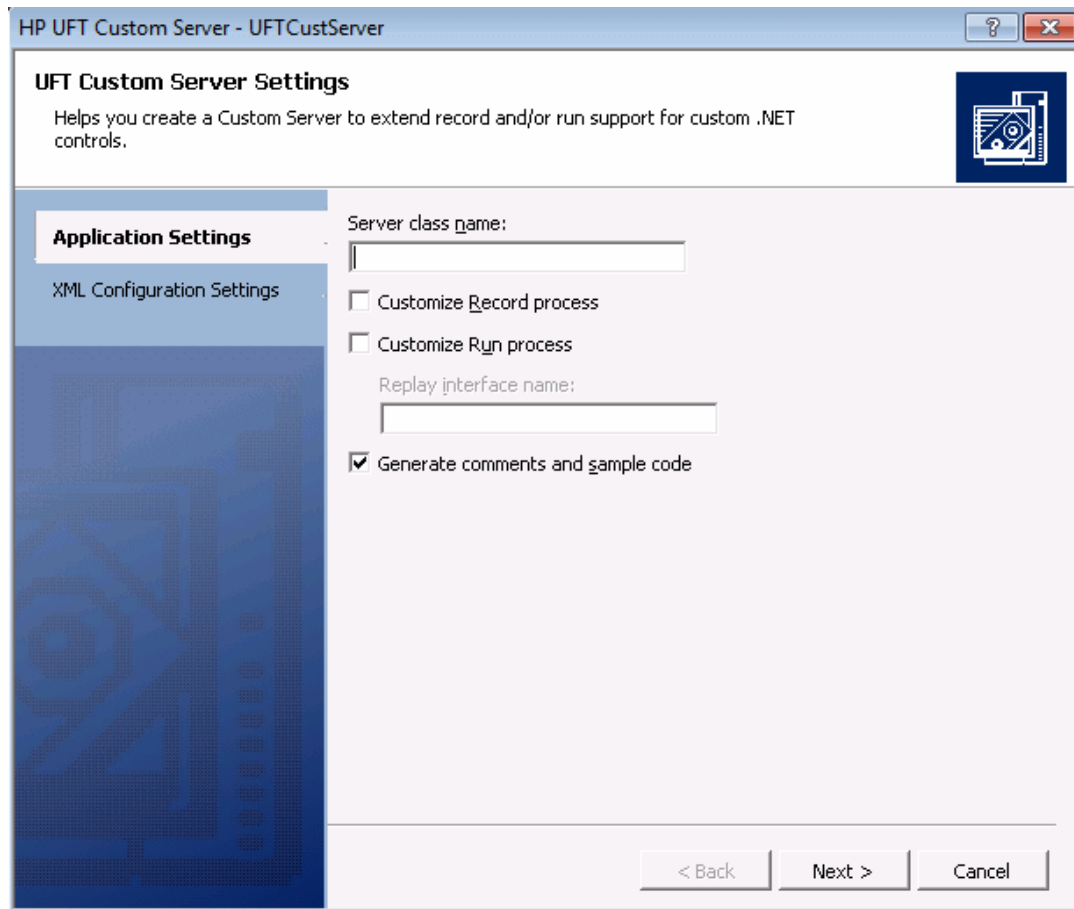 HP UFT Custom Server - UFTCustServer
UFT Custom Server Settings
Helps you create a Custom Server to extend record and/or run support for custom .NET
controls.
Application Settings
XML Configuration Settings
Server class name:
Customize Record process
Customize Run process
Replay interface name:
Generate comments and sample code
< Back
Next >
Cancel